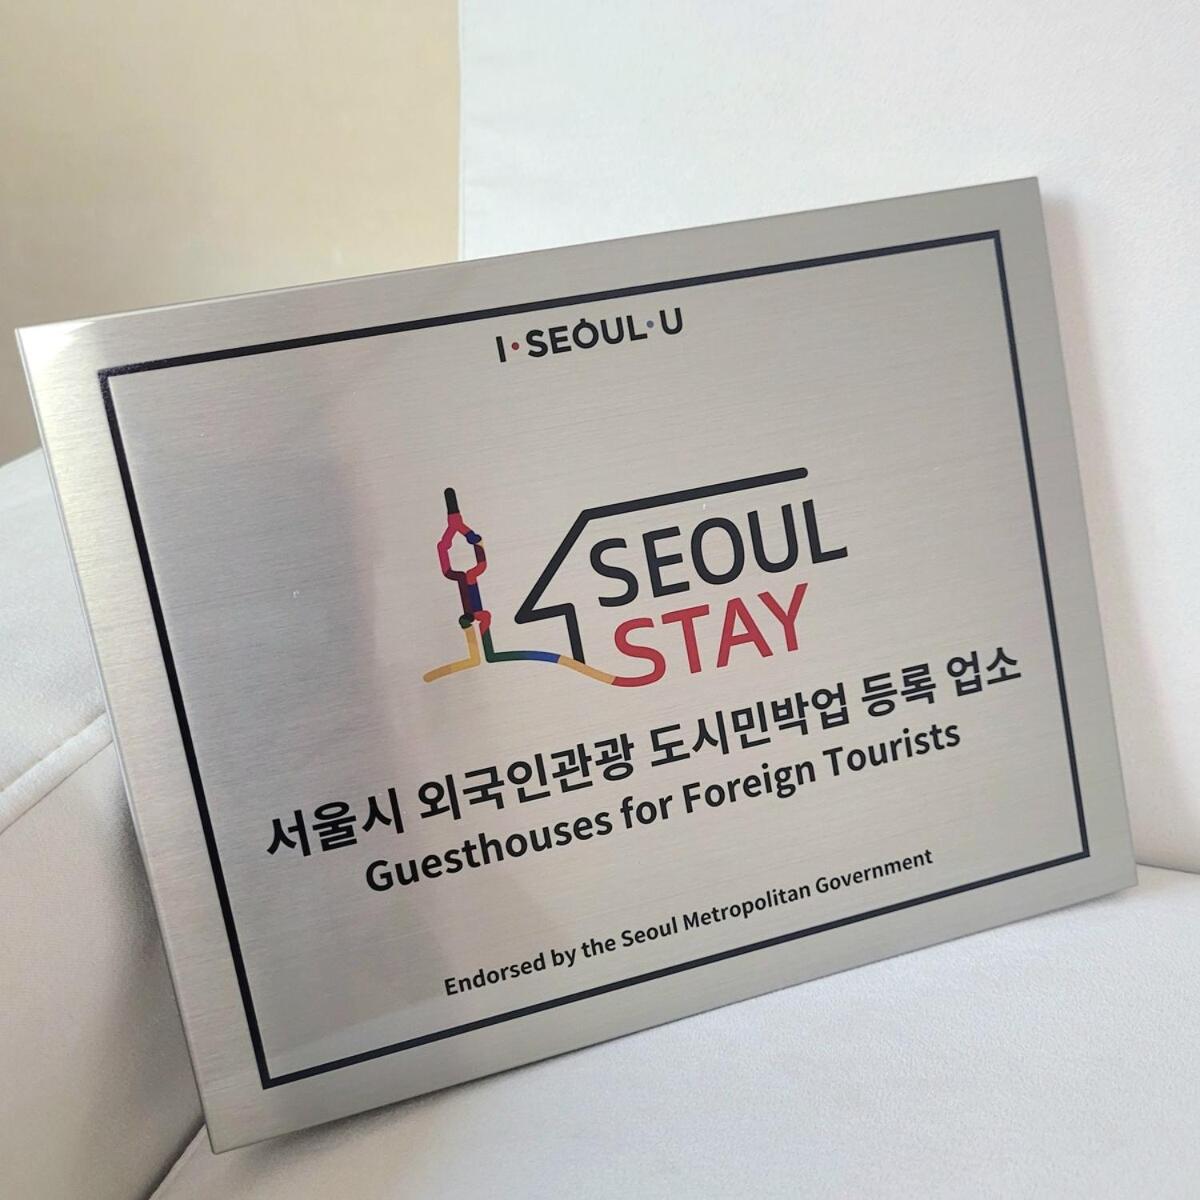 I·SEOUL·U
SEOUL
STAY
서울시 외국인관광 도시민박업 등록 업소
Guesthouses for Foreign Tourists
Endorsed by the Seoul Metropolitan Government